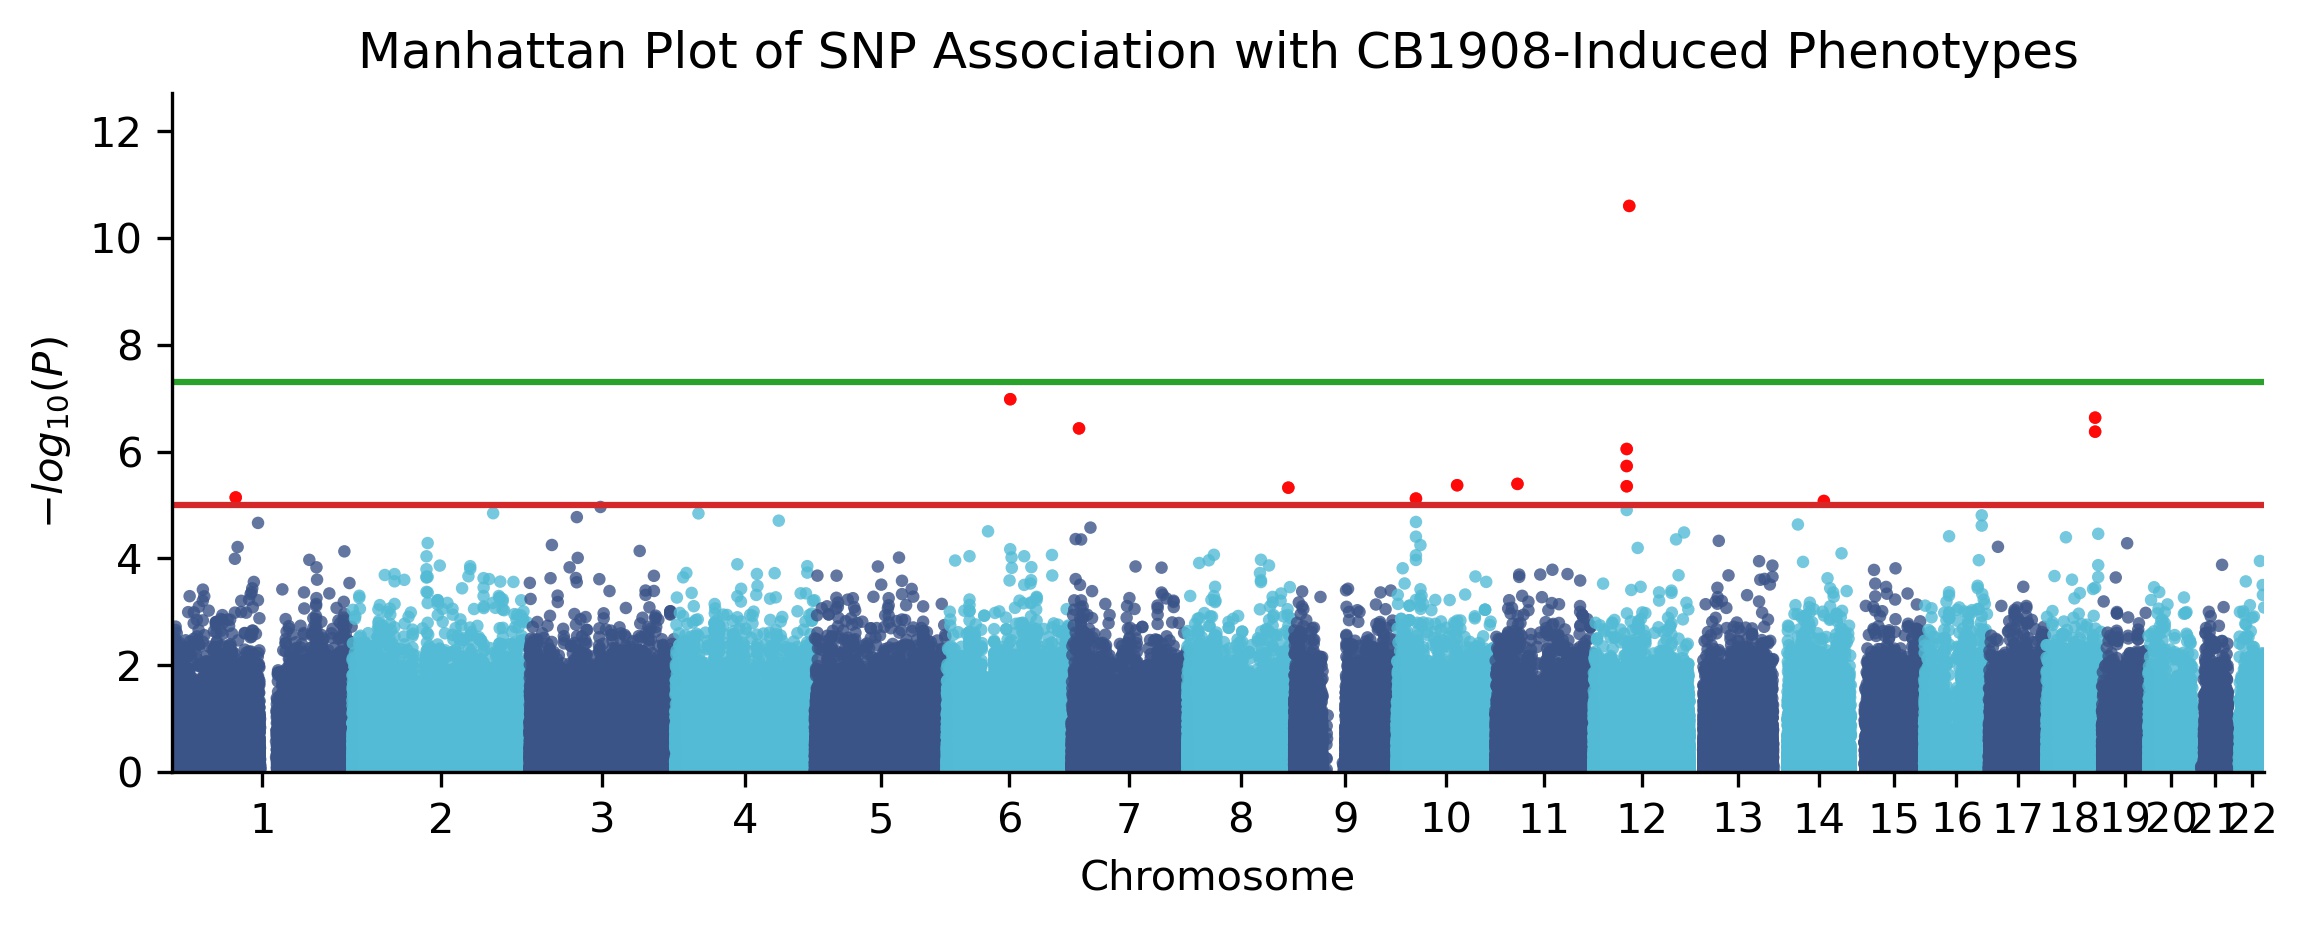 Manhattan Plot of SNP Association with CB1908-Induced Phenotypes
12
10
8
6
4
2
0
−log₁₀(P)
1 2 3 4 5 6 7 8 9 10 11 12 13 14 15 16 17 18 19 20 21 22
Chromosome